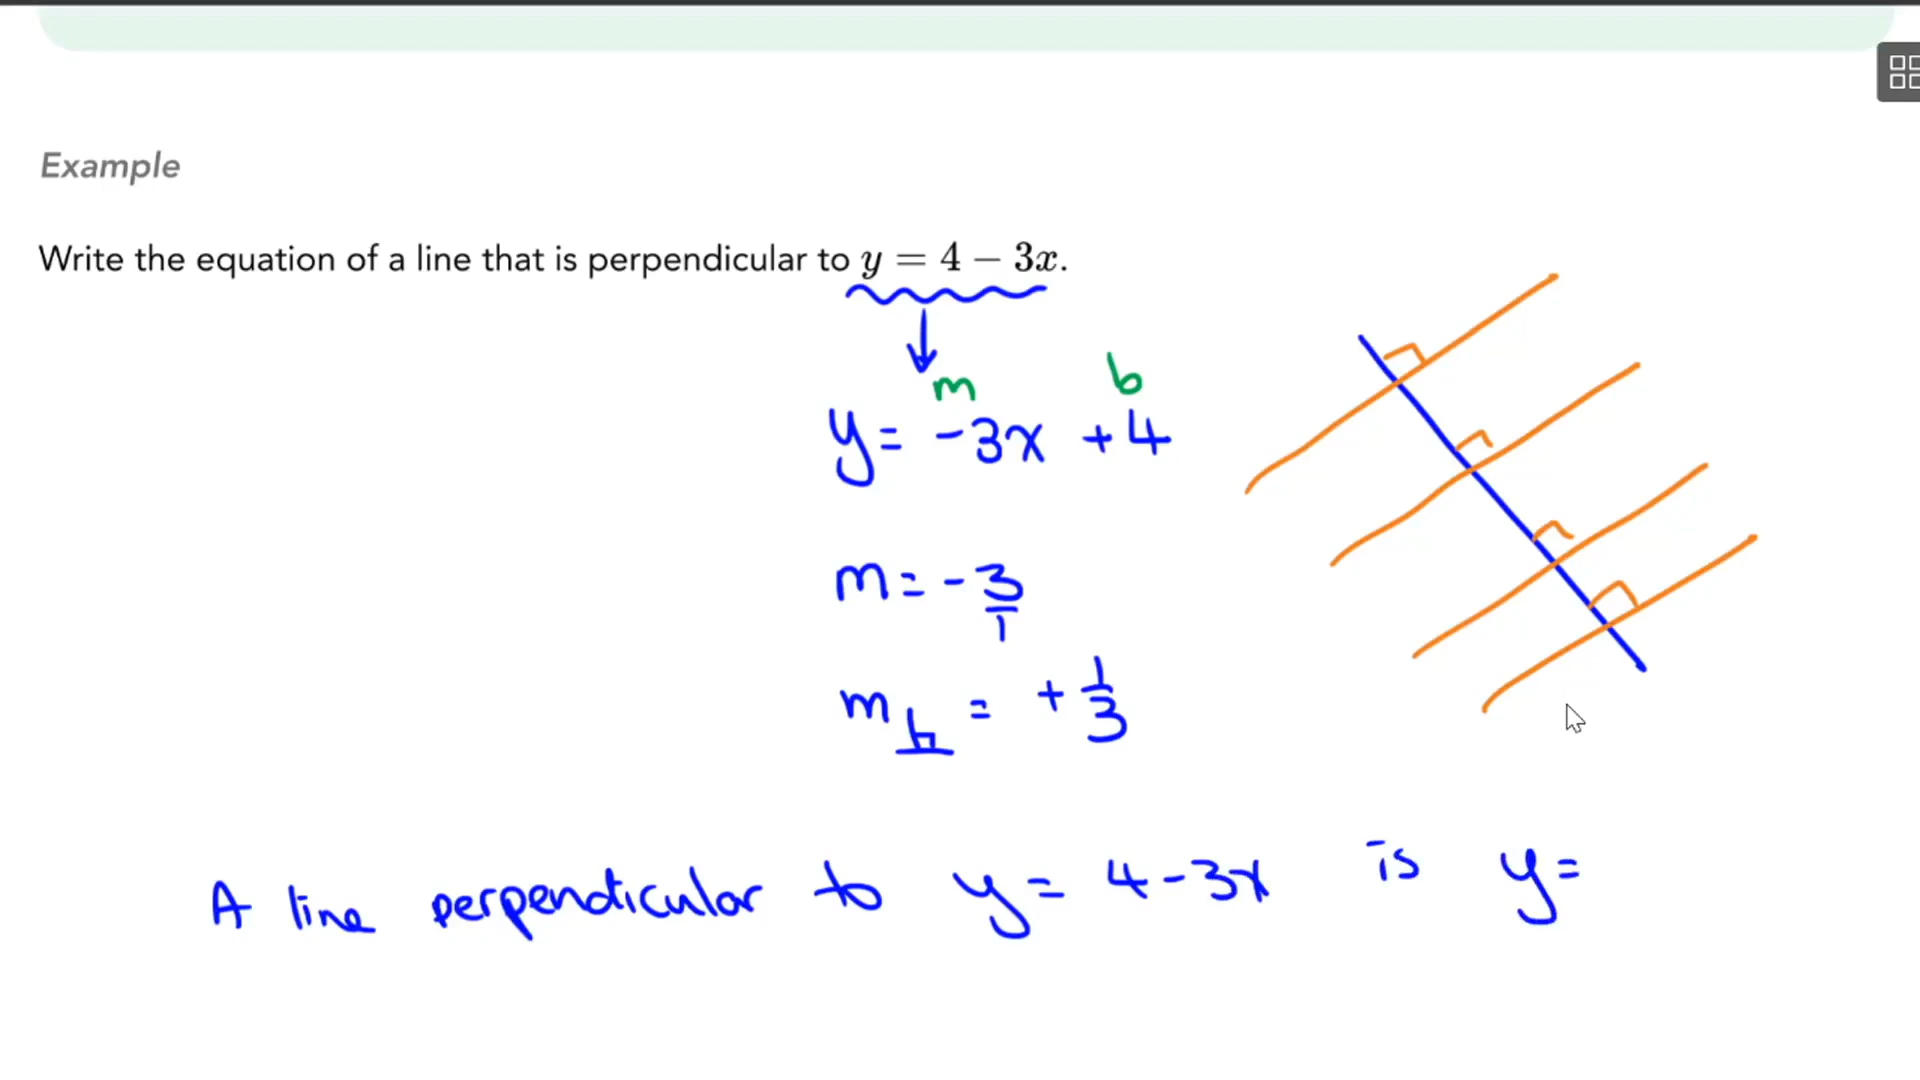 Example
Write the equation of a line that is perpendicular to y = 4 − 3x.
m b
y = -3x + 4
m = -3/1
m⊥ = + 1/3
A line perpendicular to y = 4 - 3x is y =